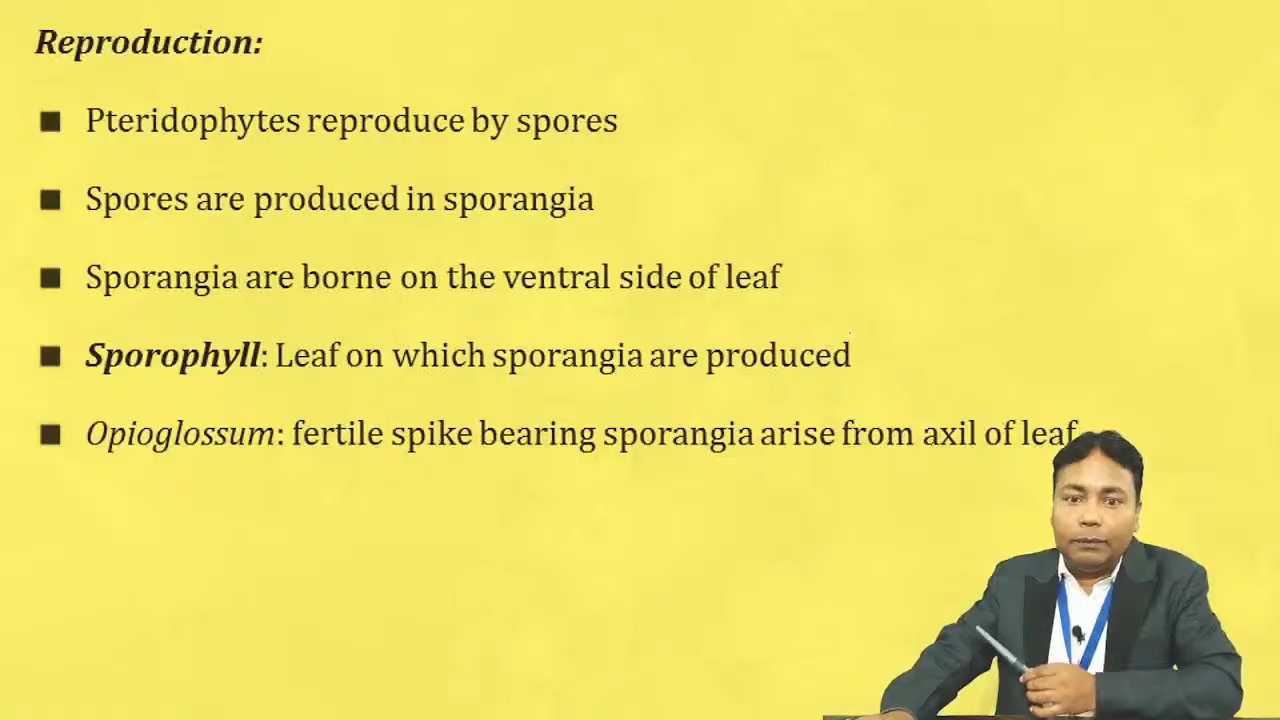 Reproduction:
Pteridophytes reproduce by spores
Spores are produced in sporangia
Sporangia are borne on the ventral side of leaf
Sporophyll: Leaf on which sporangia are produced
Opioglossum: fertile spike bearing sporangia arise from axil of leaf